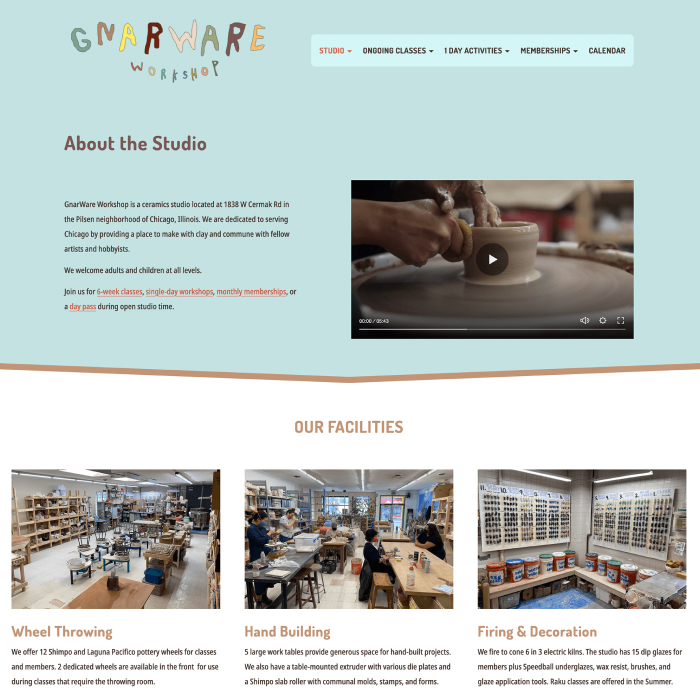 GNARWARE
WORKSHOP
STUDIO
ONGOING CLASSES
1 DAY ACTIVITIES
MEMBERSHIPS
CALENDAR
About the Studio
GnarWare Workshop is a ceramics studio located at 1838 W Cermak Rd in
the Pilsen neighborhood of Chicago, Illinois. We are dedicated to serving
Chicago by providing a place to make with clay and commune with fellow
artists and hobbyists.
We welcome adults and children at all levels.
Join us for 6-week classes, single-day workshops, monthly memberships, or
a day pass during open studio time.
00:00 / 05:43
OUR FACILITIES
Wheel Throwing
We offer 12 Shimpo and Laguna Pacifico pottery wheels for classes
and members. 2 dedicated wheels are available in the front for use
during classes that require the throwing room.
Hand Building
5 large work tables provide generous space for hand-built projects.
We also have a table-mounted extruder with various die plates and
a Shimpo slab roller with communal molds, stamps, and forms.
Firing & Decoration
We fire to cone 6 in 3 electric kilns. The studio has 15 dip glazes for
members plus Speedball underglazes, wax resist, brushes, and
glaze application tools. Raku classes are offered in the Summer.